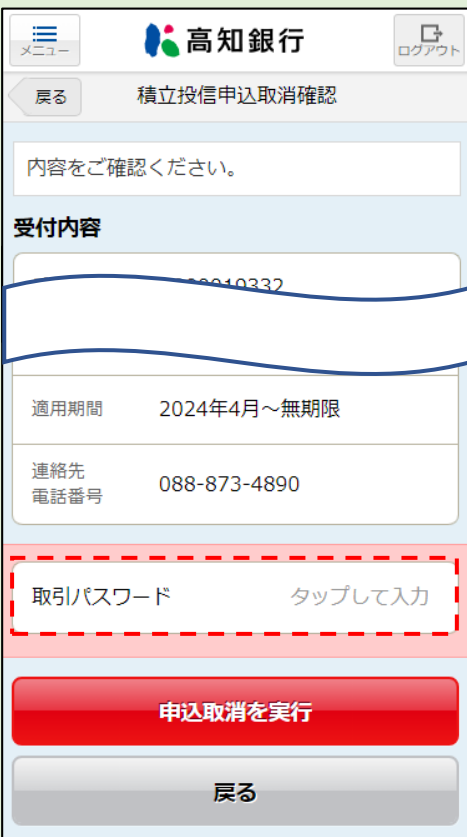 メニュー
高知銀行
ログアウト
戻る
積立投信申込取消確認
内容をご確認ください。
受付内容
適用期間 2024年4月～無期限
連絡先
電話番号
088-873-4890
取引パスワード タップして入力
申込取消を実行
戻る